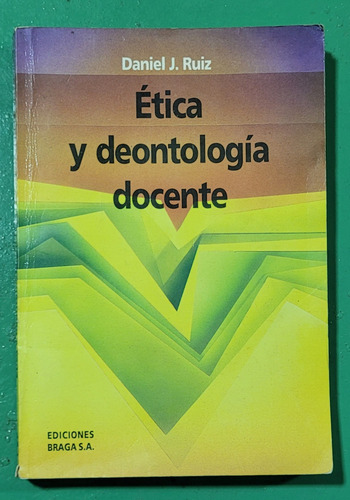 Daniel J. Ruiz
Ética
y deontología
docente
EDICIONES
BRAGA S.A.